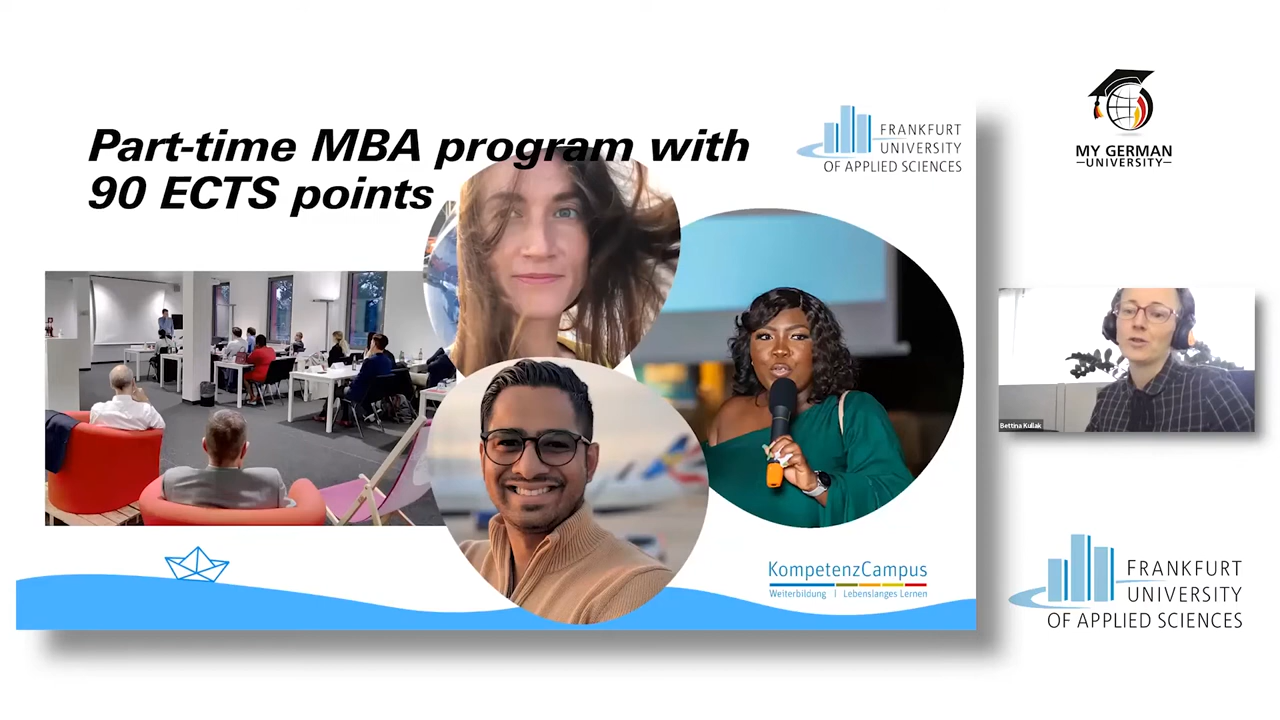 Part-time MBA program with
90 ECTS points
FRANKFURT
UNIVERSITY
OF APPLIED SCIENCES
MY GERMAN
UNIVERSITY
Bettina Kullak
KompetenzCampus
Weiterbildung | Lebenslanges Lernen
FRANKFURT
UNIVERSITY
OF APPLIED SCIENCES